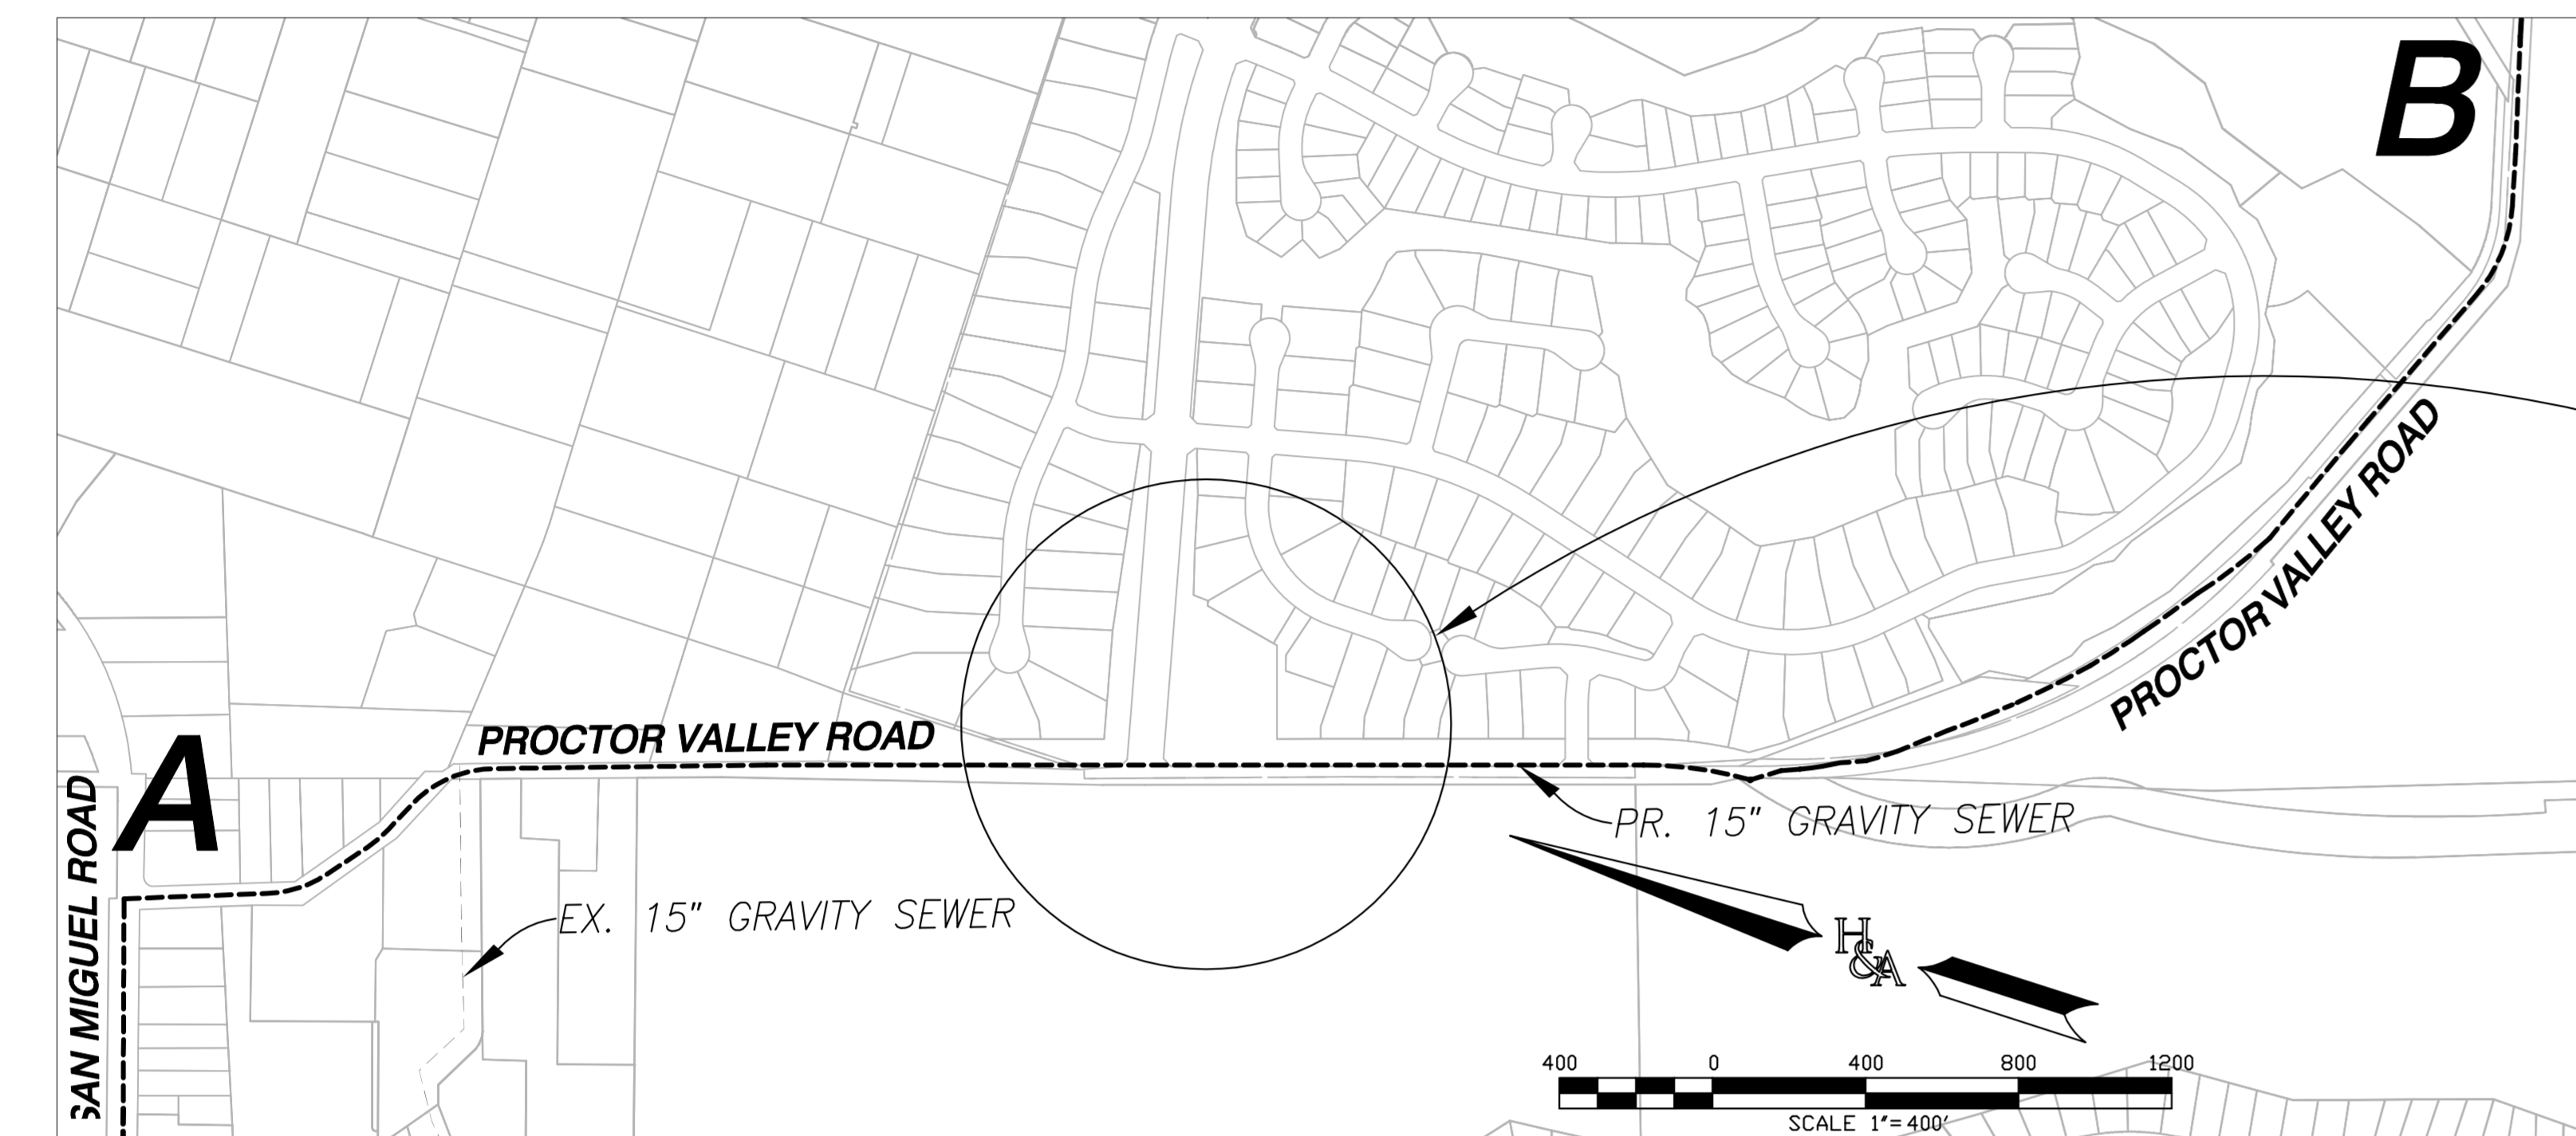 B
PROCTOR VALLEY ROAD
PROCTOR VALLEY ROAD
A
SAN MIGUEL ROAD
PR. 15" GRAVITY SEWER
EX. 15" GRAVITY SEWER
H&A
400 0 400 800 1200
SCALE 1"=400'